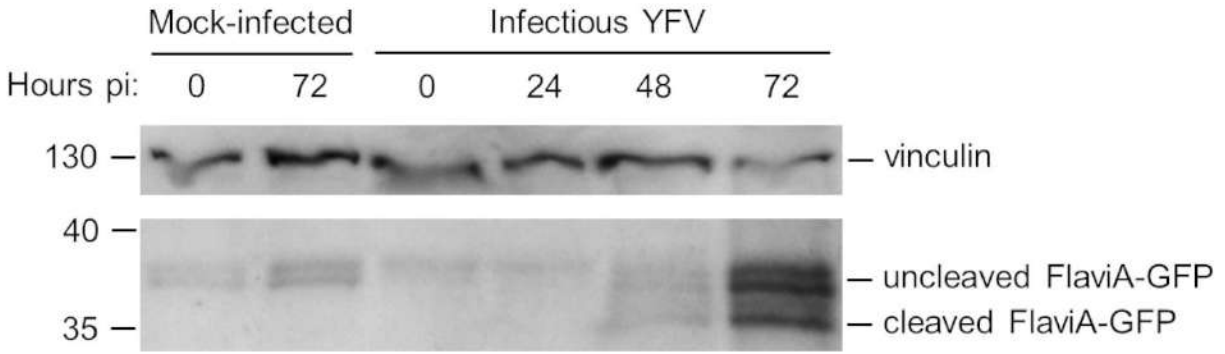 Mock-infected Infectious YFV
Hours pi: 0 72 0 24 48 72
130 vinculin
40
uncleaved FlaviA-GFP
35 cleaved FlaviA-GFP